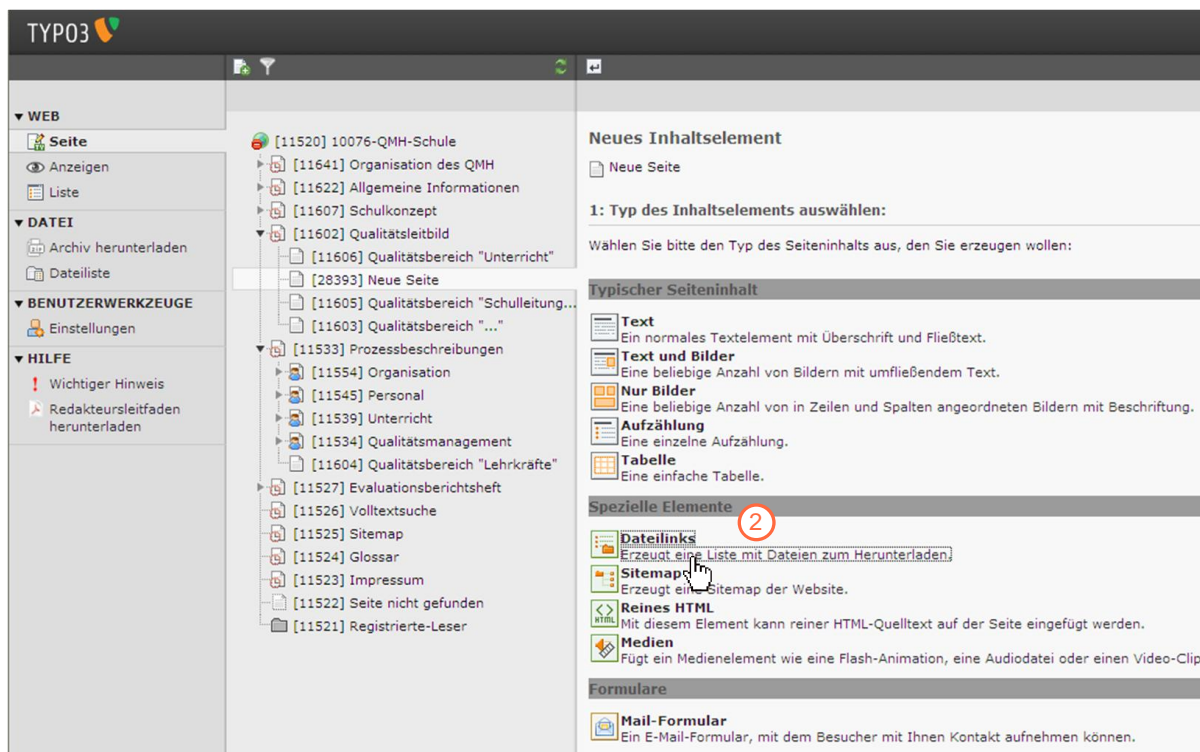 TYPO3
WEB
Seite
Anzeigen
Liste
DATEI
Archiv herunterladen
Dateiliste
BENUTZERWERKZEUGE
Einstellungen
HILFE
Wichtiger Hinweis
Redakteursleitfaden
herunterladen
[11520] 10076-QMH-Schule
[11641] Organisation des QMH
[11622] Allgemeine Informationen
[11607] Schulkonzept
[11602] Qualitätsleitbild
[11606] Qualitätsbereich "Unterricht"
[28393] Neue Seite
[11605] Qualitätsbereich "Schulleitung...
[11603] Qualitätsbereich "..."
[11533] Prozessbeschreibungen
[11554] Organisation
[11545] Personal
[11539] Unterricht
[11534] Qualitätsmanagement
[11604] Qualitätsbereich "Lehrkräfte"
[11527] Evaluationsberichtsheft
[11526] Volltextsuche
[11525] Sitemap
[11524] Glossar
[11523] Impressum
[11522] Seite nicht gefunden
[11521] Registrierte-Leser
Neues Inhaltselement
Neue Seite
1: Typ des Inhaltselements auswählen:
Wählen Sie bitte den Typ des Seiteninhalts aus, den Sie erzeugen wollen:
Typischer Seiteninhalt
Text
Ein normales Textelement mit Überschrift und Fließtext.
Text und Bilder
Eine beliebige Anzahl von Bildern mit umfließendem Text.
Nur Bilder
Eine beliebige Anzahl von in Zeilen und Spalten angeordneten Bildern mit Beschriftung.
Aufzählung
Eine einzelne Aufzählung.
Tabelle
Eine einfache Tabelle.
Spezielle Elemente
2
Dateilinks
Erzeugt eine Liste mit Dateien zum Herunterladen.
Sitemap
Erzeugt eine Sitemap der Website.
HTML
Reines HTML
Mit diesem Element kann reiner HTML-Quelltext auf der Seite eingefügt werden.
Medien
Fügt ein Medienelement wie eine Flash-Animation, eine Audiodatei oder einen Video-Clip
Formulare
Mail-Formular
Ein E-Mail-Formular, mit dem Besucher mit Ihnen Kontakt aufnehmen können.